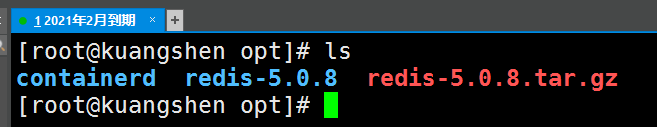 1 2021年2月到期 × +
[root@kuangshen opt]# ls
containerd redis-5.0.8 redis-5.0.8.tar.gz
[root@kuangshen opt]#